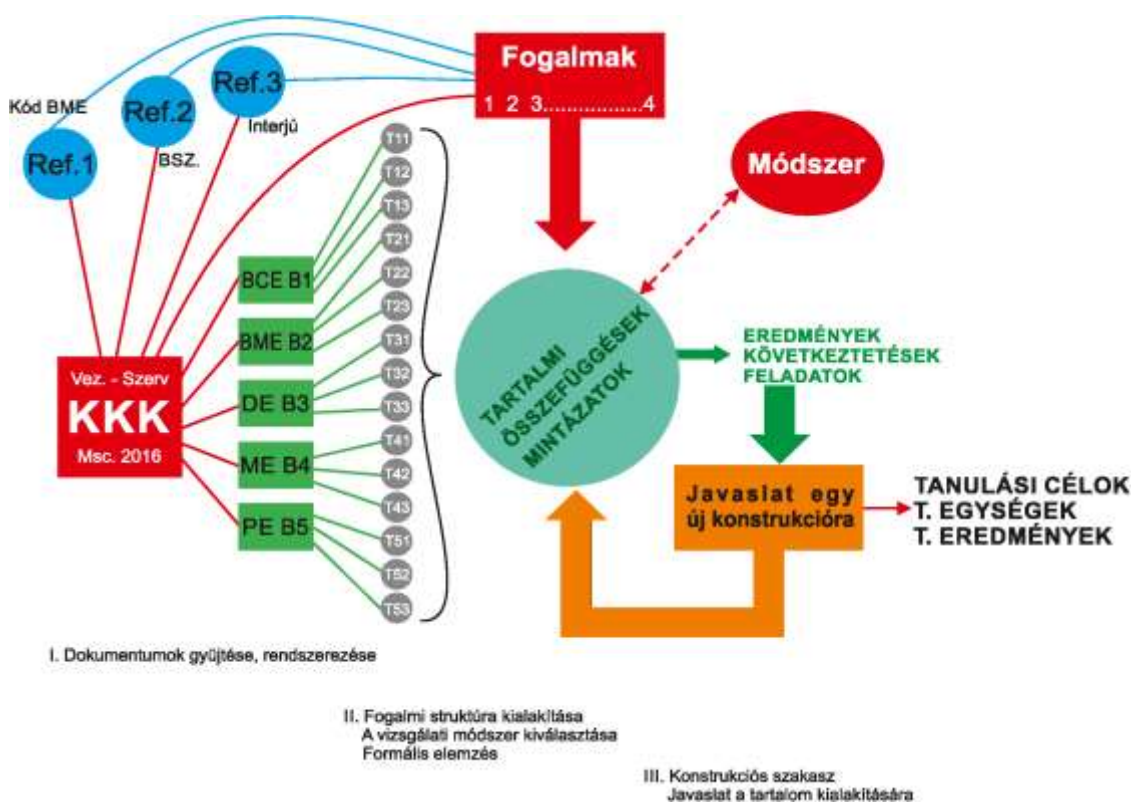 Fogalmak
1 2 3.................4
Kód BME
Ref.1
Ref.2
BSZ.
Ref.3
Interjú
Módszer
T11
T12
T13
T21
T22
T23
T31
T32
T33
T41
T42
T43
T51
T52
T53
BCE B1
BME B2
DE B3
ME B4
PE B5
Vez. - Szerv
KKK
Msc. 2016
TARTALMI
ÖSSZEFÜGGÉSEK
MINTÁZATOK
EREDMÉNYEK
KÖVETKEZTETÉSEK
FELADATOK
Javaslat egy
új konstrukcióra
TANULÁSI CÉLOK
T. EGYSÉGEK
T. EREDMÉNYEK
I. Dokumentumok gyűjtése, rendszerezése
II. Fogalmi struktúra kialakítása
A vizsgálati módszer kiválasztása
Formális elemzés
III. Konstrukciós szakasz
Javaslat a tartalom kialakítására